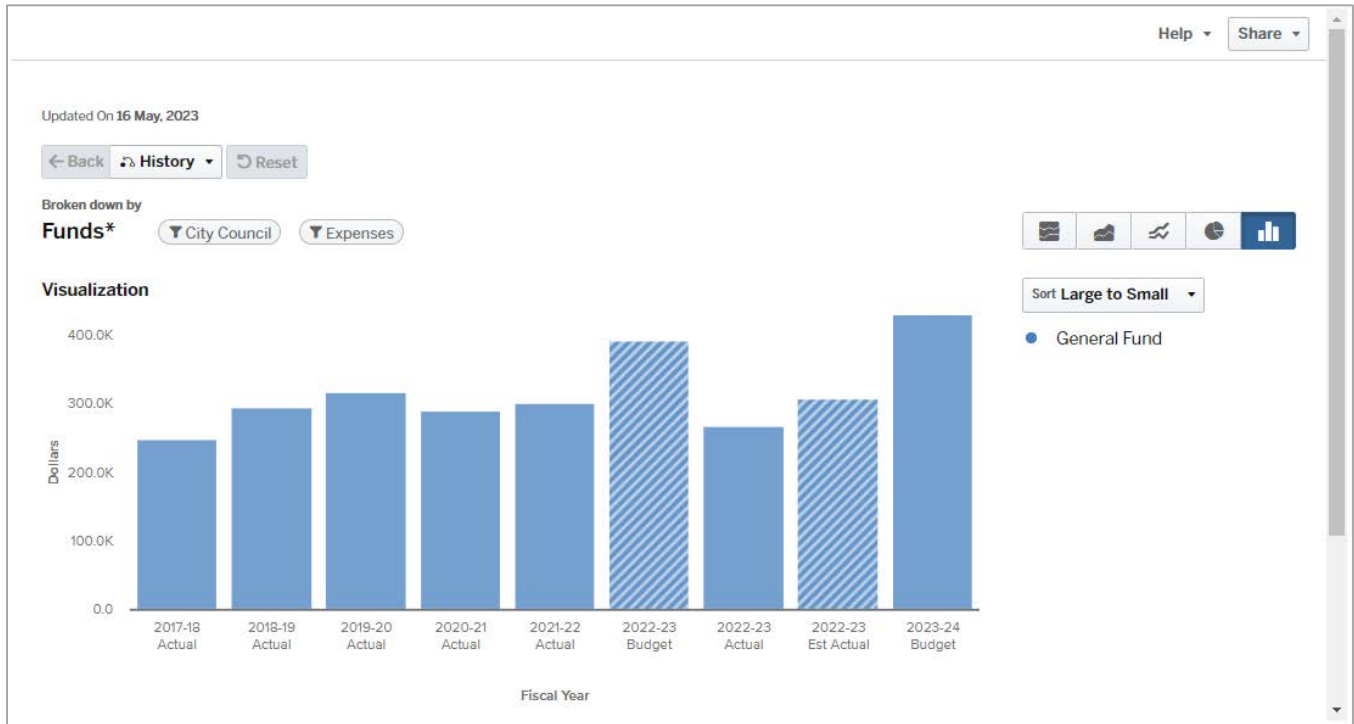 Help
Share
Updated On 16 May, 2023
Back
History
Reset
Broken down by
Funds*
City Council
Expenses
Visualization
Sort Large to Small
General Fund
400.0K
300.0K
200.0K
100.0K
0.0
Dollars
2017-18
Actual
2018-19
Actual
2019-20
Actual
2020-21
Actual
2021-22
Actual
2022-23
Budget
2022-23
Actual
2022-23
Est Actual
2023-24
Budget
Fiscal Year